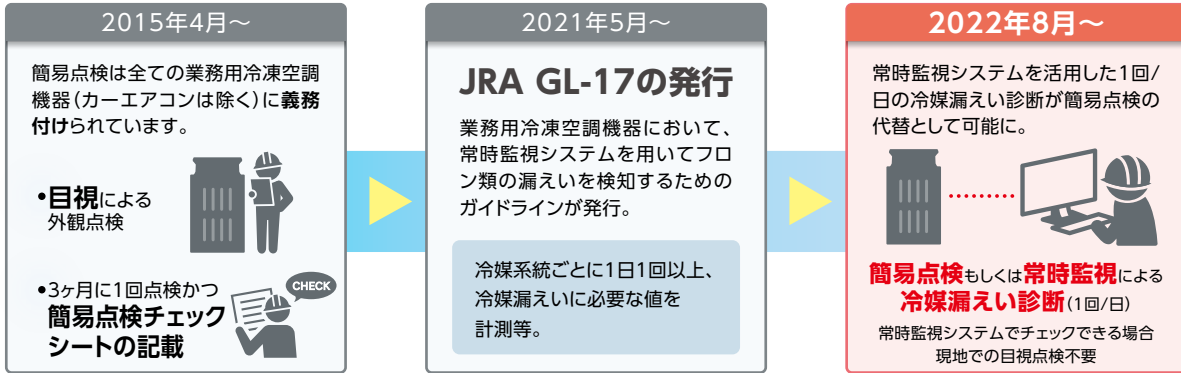 2015年4月～
簡易点検は全ての業務用冷凍空調
機器（カーエアコンは除く）に義務
付けられています。
•目視による
外観点検
•3ヶ月に1回点検かつ
簡易点検チェック
シートの記載
CHECK
2021年5月～
JRA GL-17の発行
業務用冷凍空調機器において、
常時監視システムを用いてフロ
ン類の漏えいを検知するための
ガイドラインが発行。
冷媒系統ごとに1日1回以上、
冷媒漏えいに必要な値を
計測等。
2022年8月～
常時監視システムを活用した1回/
日の冷媒漏えい診断が簡易点検の
代替として可能に。
簡易点検もしくは常時監視による
冷媒漏えい診断（1回/日）
常時監視システムでチェックできる場合
現地での目視点検不要